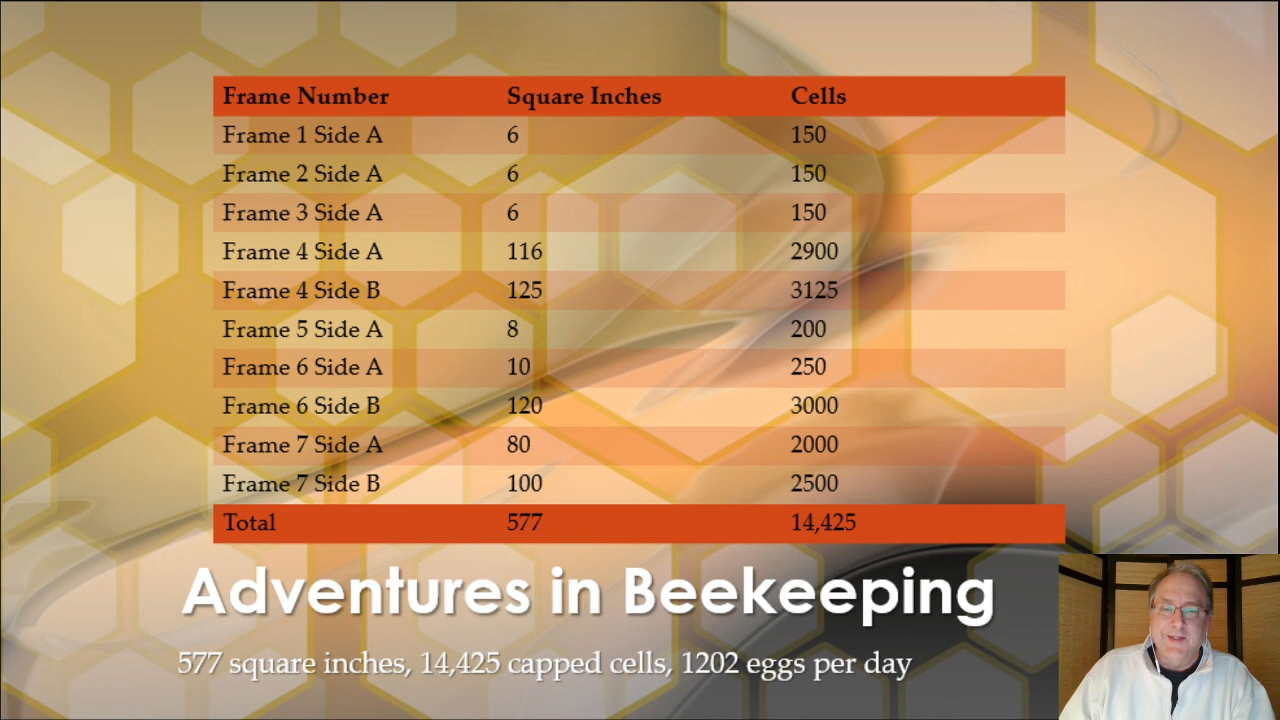 Frame Number Square Inches Cells
Frame 1 Side A 6 150
Frame 2 Side A 6 150
Frame 3 Side A 6 150
Frame 4 Side A 116 2900
Frame 4 Side B 125 3125
Frame 5 Side A 8 200
Frame 6 Side A 10 250
Frame 6 Side B 120 3000
Frame 7 Side A 80 2000
Frame 7 Side B 100 2500
Total 577 14,425
Adventures in Beekeeping
577 square inches, 14,425 capped cells, 1202 eggs per day